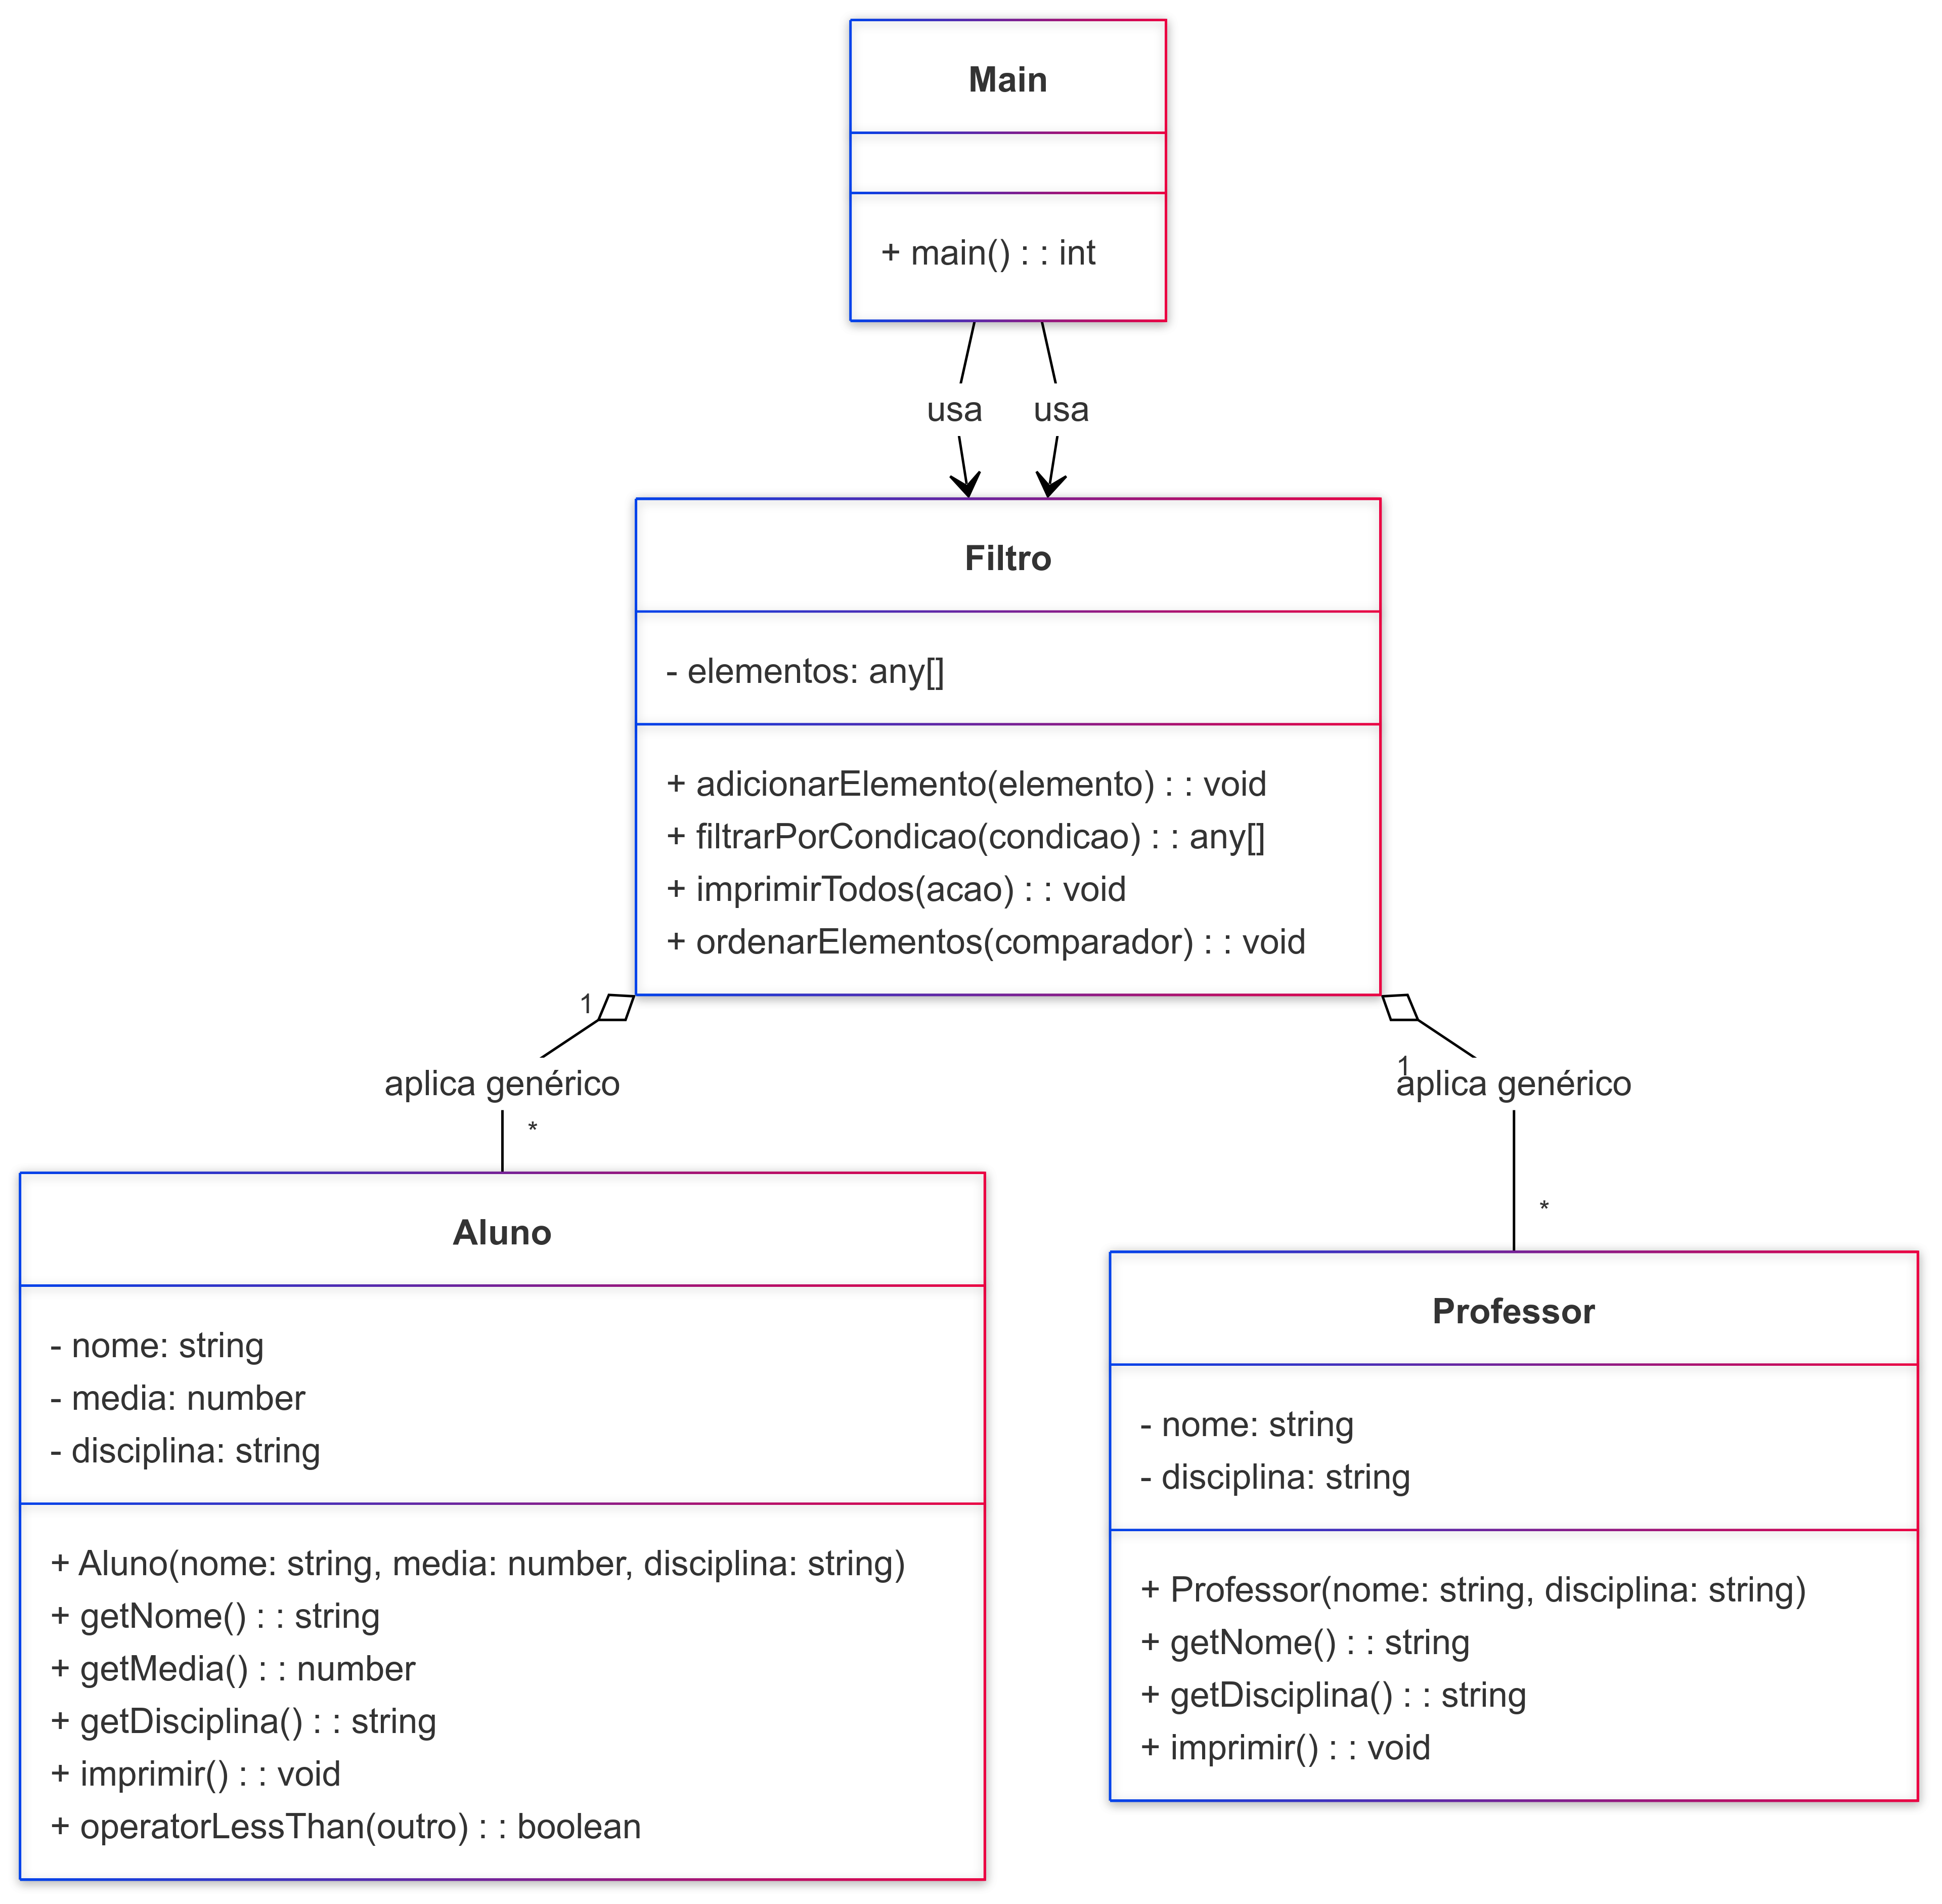 Main
+ main() : : int
usa
usa
Filtro
- elementos: any[]
+ adicionarElemento(elemento) : : void
+ filtrarPorCondicao(condicao) : : any[]
+ imprimirTodos(acao) : : void
+ ordenarElementos(comparador) : : void
1
1
aplica genérico
aplica genérico
*
*
Aluno
- nome: string
- media: number
- disciplina: string
+ Aluno(nome: string, media: number, disciplina: string)
+ getNome() : : string
+ getMedia() : : number
+ getDisciplina() : : string
+ imprimir() : : void
+ operatorLessThan(outro) : : boolean
Professor
- nome: string
- disciplina: string
+ Professor(nome: string, disciplina: string)
+ getNome() : : string
+ getDisciplina() : : string
+ imprimir() : : void